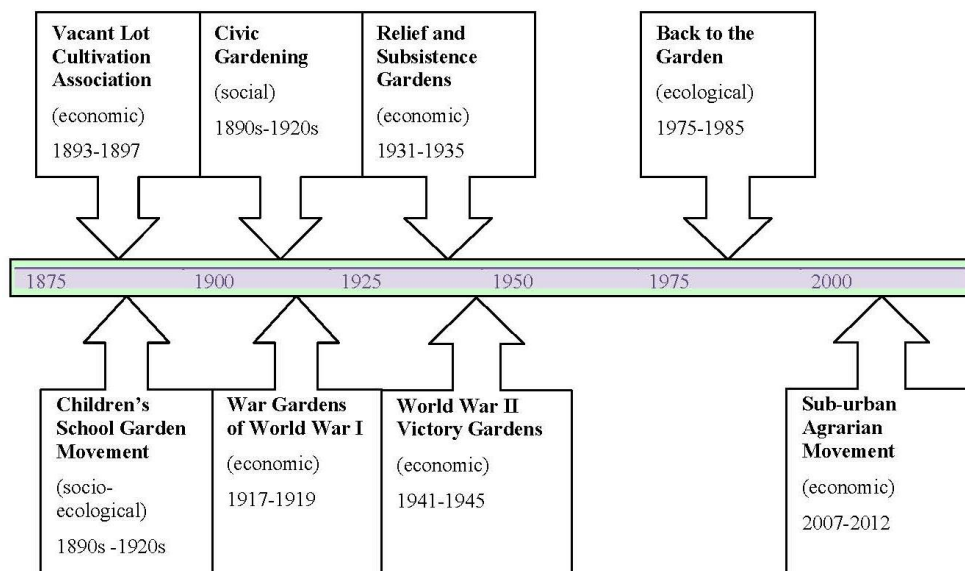 Vacant Lot
Cultivation
Association
(economic)
1893-1897
Civic
Gardening
(social)
1890s-1920s
Relief and
Subsistence
Gardens
(economic)
1931-1935
Back to the
Garden
(ecological)
1975-1985
1875
1900
1925
1950
1975
2000
Children’s
School Garden
Movement
(socio-
ecological)
1890s -1920s
War Gardens
of World War I
(economic)
1917-1919
World War II
Victory Gardens
(economic)
1941-1945
Sub-urban
Agrarian
Movement
(economic)
2007-2012